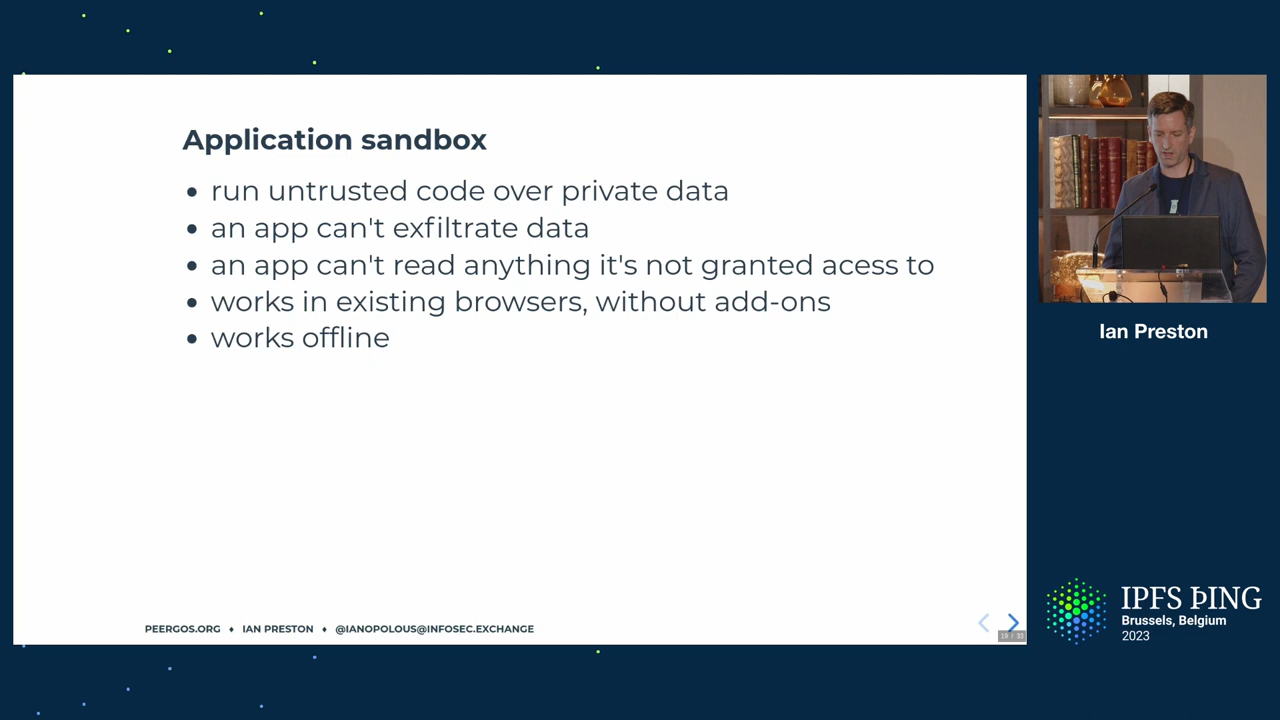 Application sandbox
run untrusted code over private data
an app can't exfiltrate data
an app can't read anything it's not granted acess to
works in existing browsers, without add-ons
works offline
PEERGOS.ORG ♦ IAN PRESTON ♦ @IANOPOLOUS@INFOSEC.EXCHANGE
19 / 33
Ian Preston
IPFS ÞING
Brussels, Belgium
2023